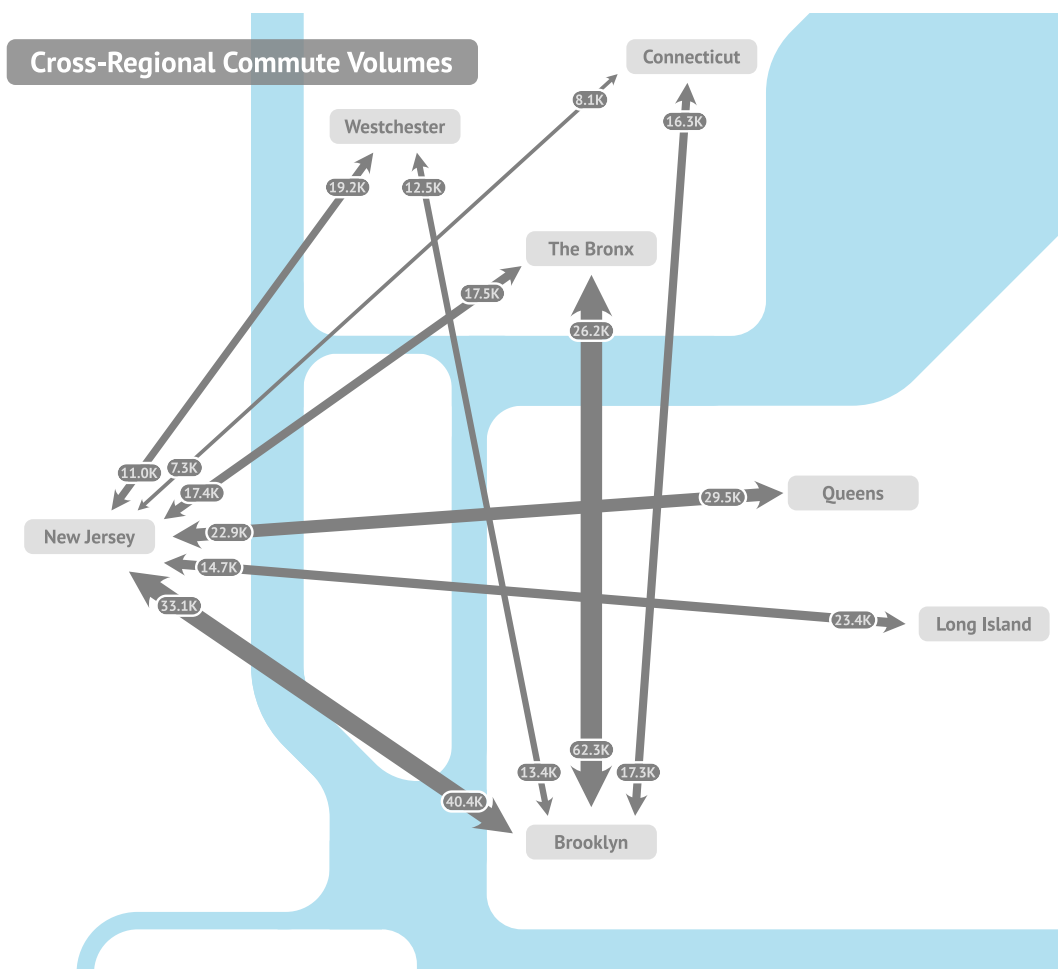 Cross-Regional Commute Volumes
Connecticut
8.1K
16.3K
Westchester
19.2K
12.5K
The Bronx
17.5K
26.2K
11.0K
7.3K
17.4K
29.5K
Queens
New Jersey
22.9K
14.7K
33.1K
23.4K
Long Island
62.3K
13.4K
17.3K
40.4K
Brooklyn